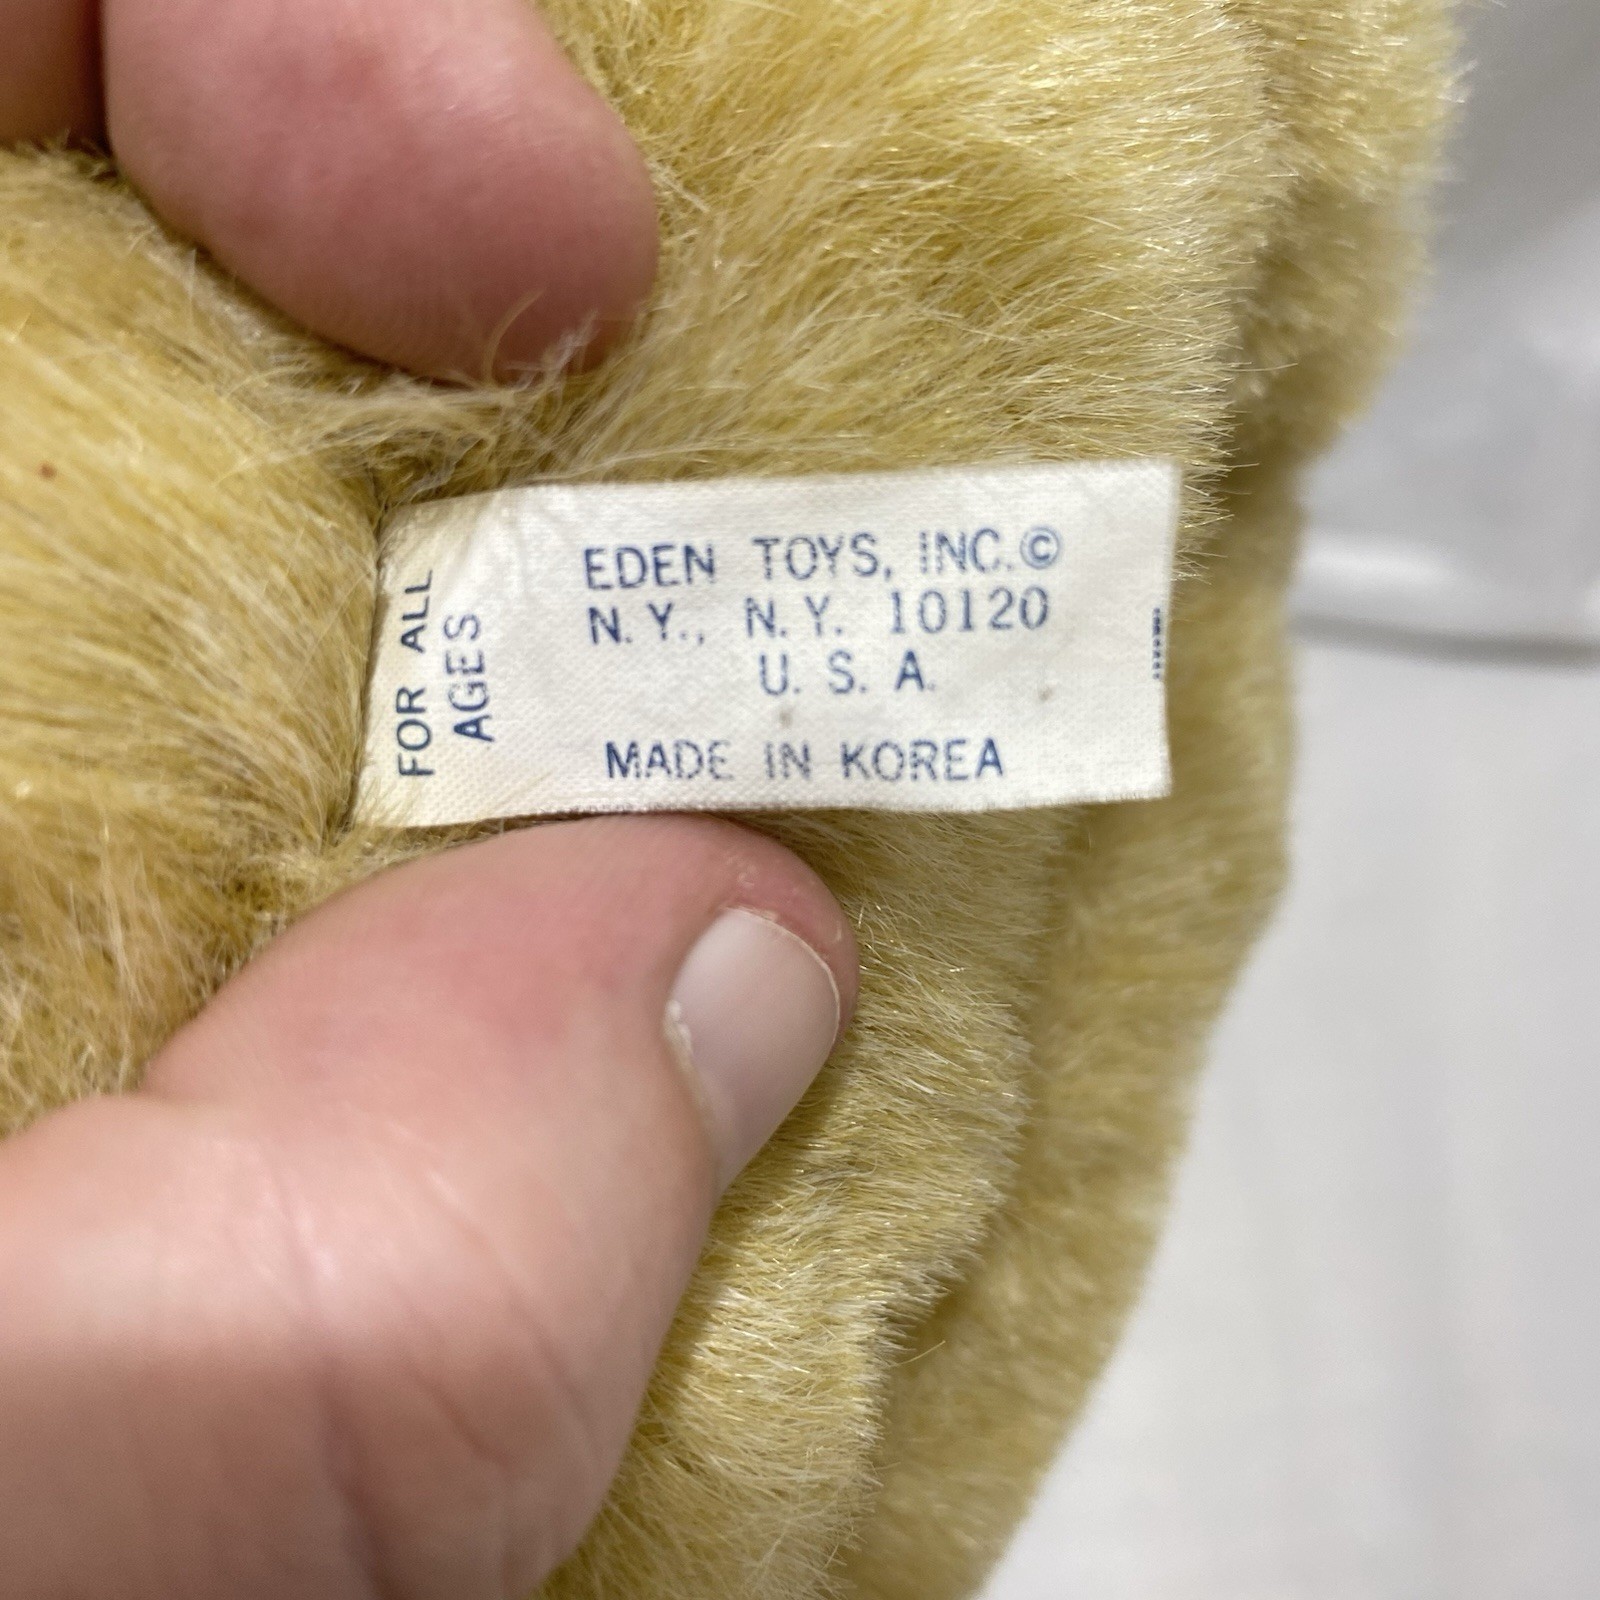 FOR ALL
AGES
EDEN TOYS, INC.©
N.Y., N.Y. 10120
U. S. A.
MADE IN KOREA